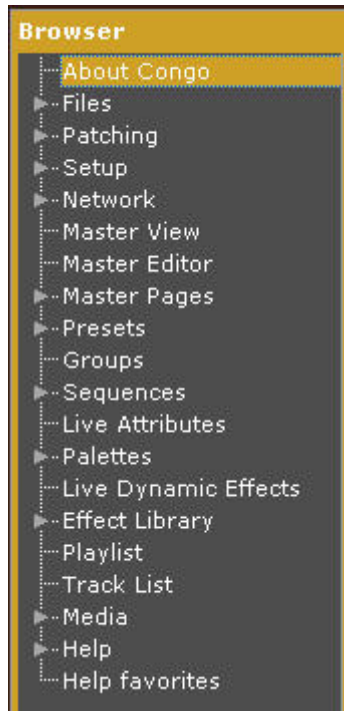 Browser
About Congo
Files
Patching
Setup
Network
Master View
Master Editor
Master Pages
Presets
Groups
Sequences
Live Attributes
Palettes
Live Dynamic Effects
Effect Library
Playlist
Track List
Media
Help
Help favorites